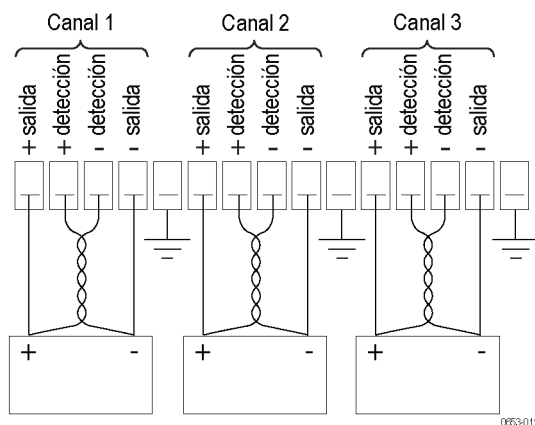 Canal 1 Canal 2 Canal 3
+ salida + detección - detección - salida + salida + detección - detección - salida + salida + detección - detección - salida
+ - + - + -